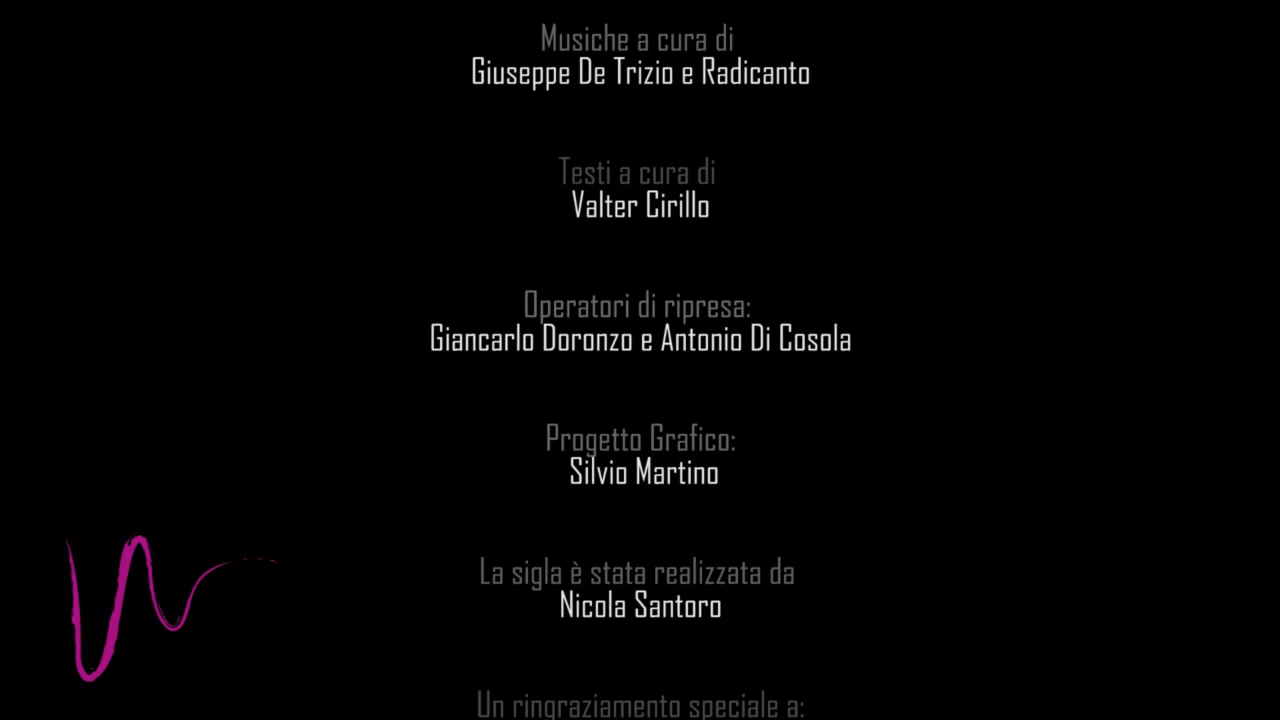 Musiche a cura di
Giuseppe De Trizio e Radicanto
Testi a cura di
Valter Cirillo
Operatori di ripresa:
Giancarlo Doronzo e Antonio Di Cosola
Progetto Grafico:
Silvio Martino
La sigla è stata realizzata da
Nicola Santoro
Un ringraziamento speciale a: